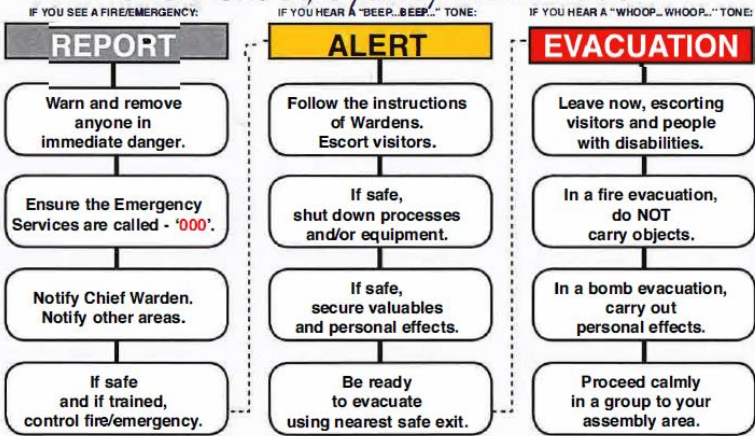 IF YOU SEE A FIRE/EMERGENCY:
REPORT
Warn and remove
anyone in
immediate danger.
Ensure the Emergency
Services are called - ‘000’.
Notify Chief Warden.
Notify other areas.
If safe
and if trained,
control fire/emergency.
IF YOU HEAR A "BEEP...BEEP..." TONE:
ALERT
Follow the instructions
of Wardens.
Escort visitors.
If safe,
shut down processes
and/or equipment.
If safe,
secure valuables
and personal effects.
Be ready
to evacuate
using nearest safe exit.
IF YOU HEAR A "WHOOP... WHOOP..." TONE:
EVACUATION
Leave now, escorting
visitors and people
with disabilities.
In a fire evacuation,
do NOT
carry objects.
In a bomb evacuation,
carry out
personal effects.
Proceed calmly
in a group to your
assembly area.